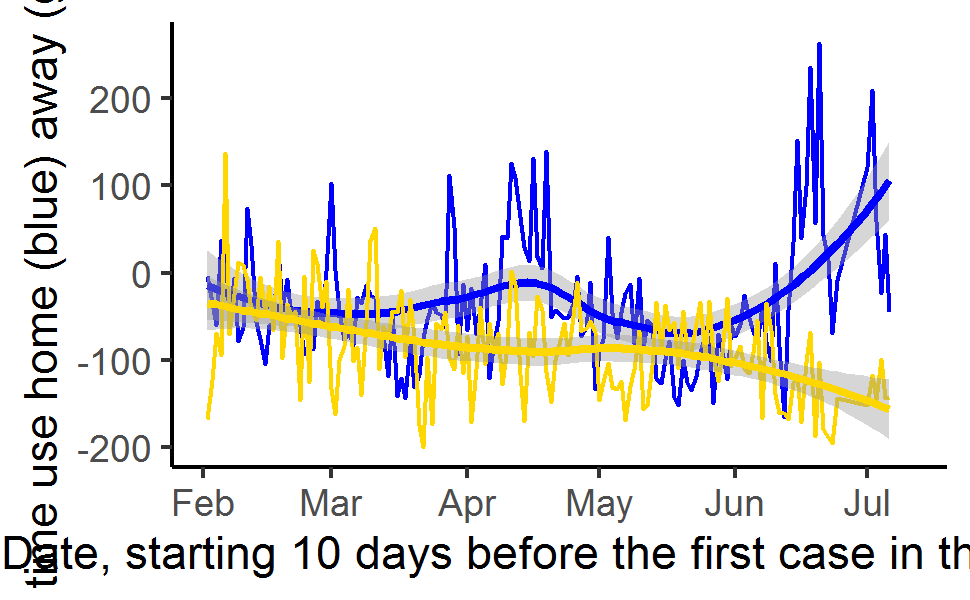 time use home (blue) away (
200
100
0
-100
-200
Feb Mar Apr May Jun Jul
Date, starting 10 days before the first case in th